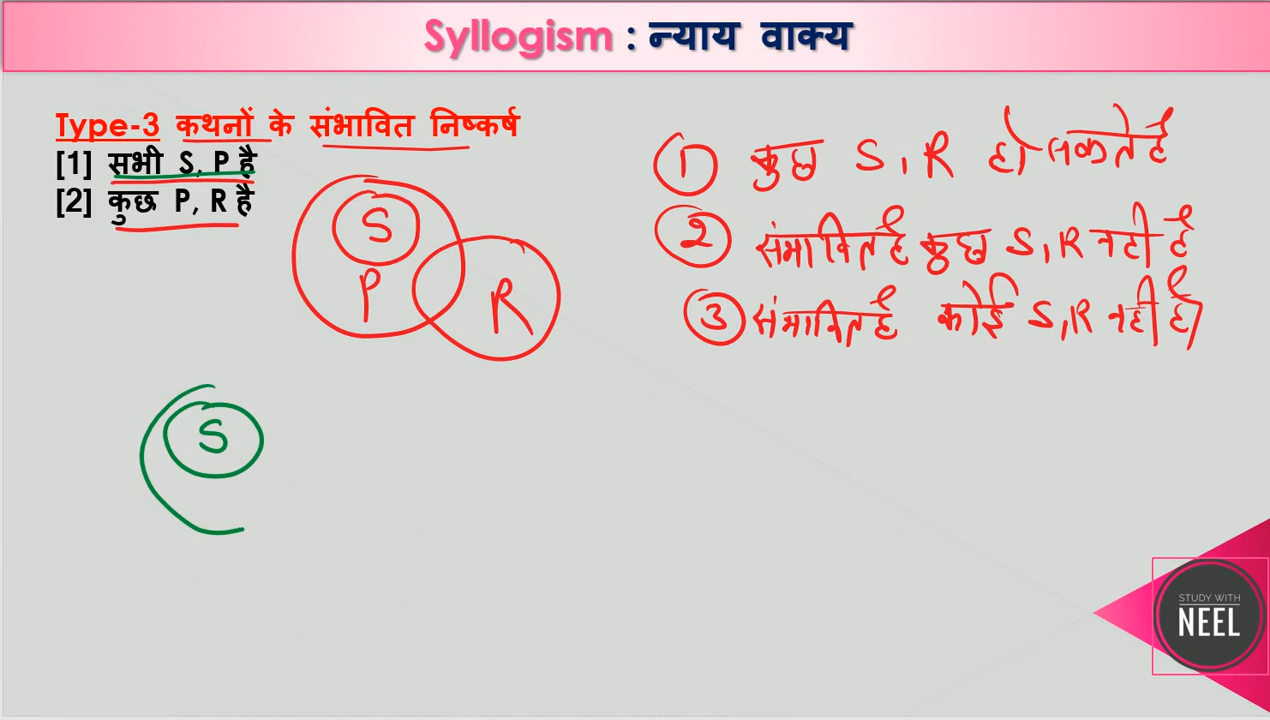 Syllogism : न्याय वाक्य
Type-3 कथनों के संभावित निष्कर्ष
[1] सभी S, P है
[2] कुछ P, R है
S
P
R
① कुछ S, R हो सकते है
② संभावित है कुछ S, R नही है
③ संभावित है कोई S, R नही है
S
STUDY WITH
NEEL